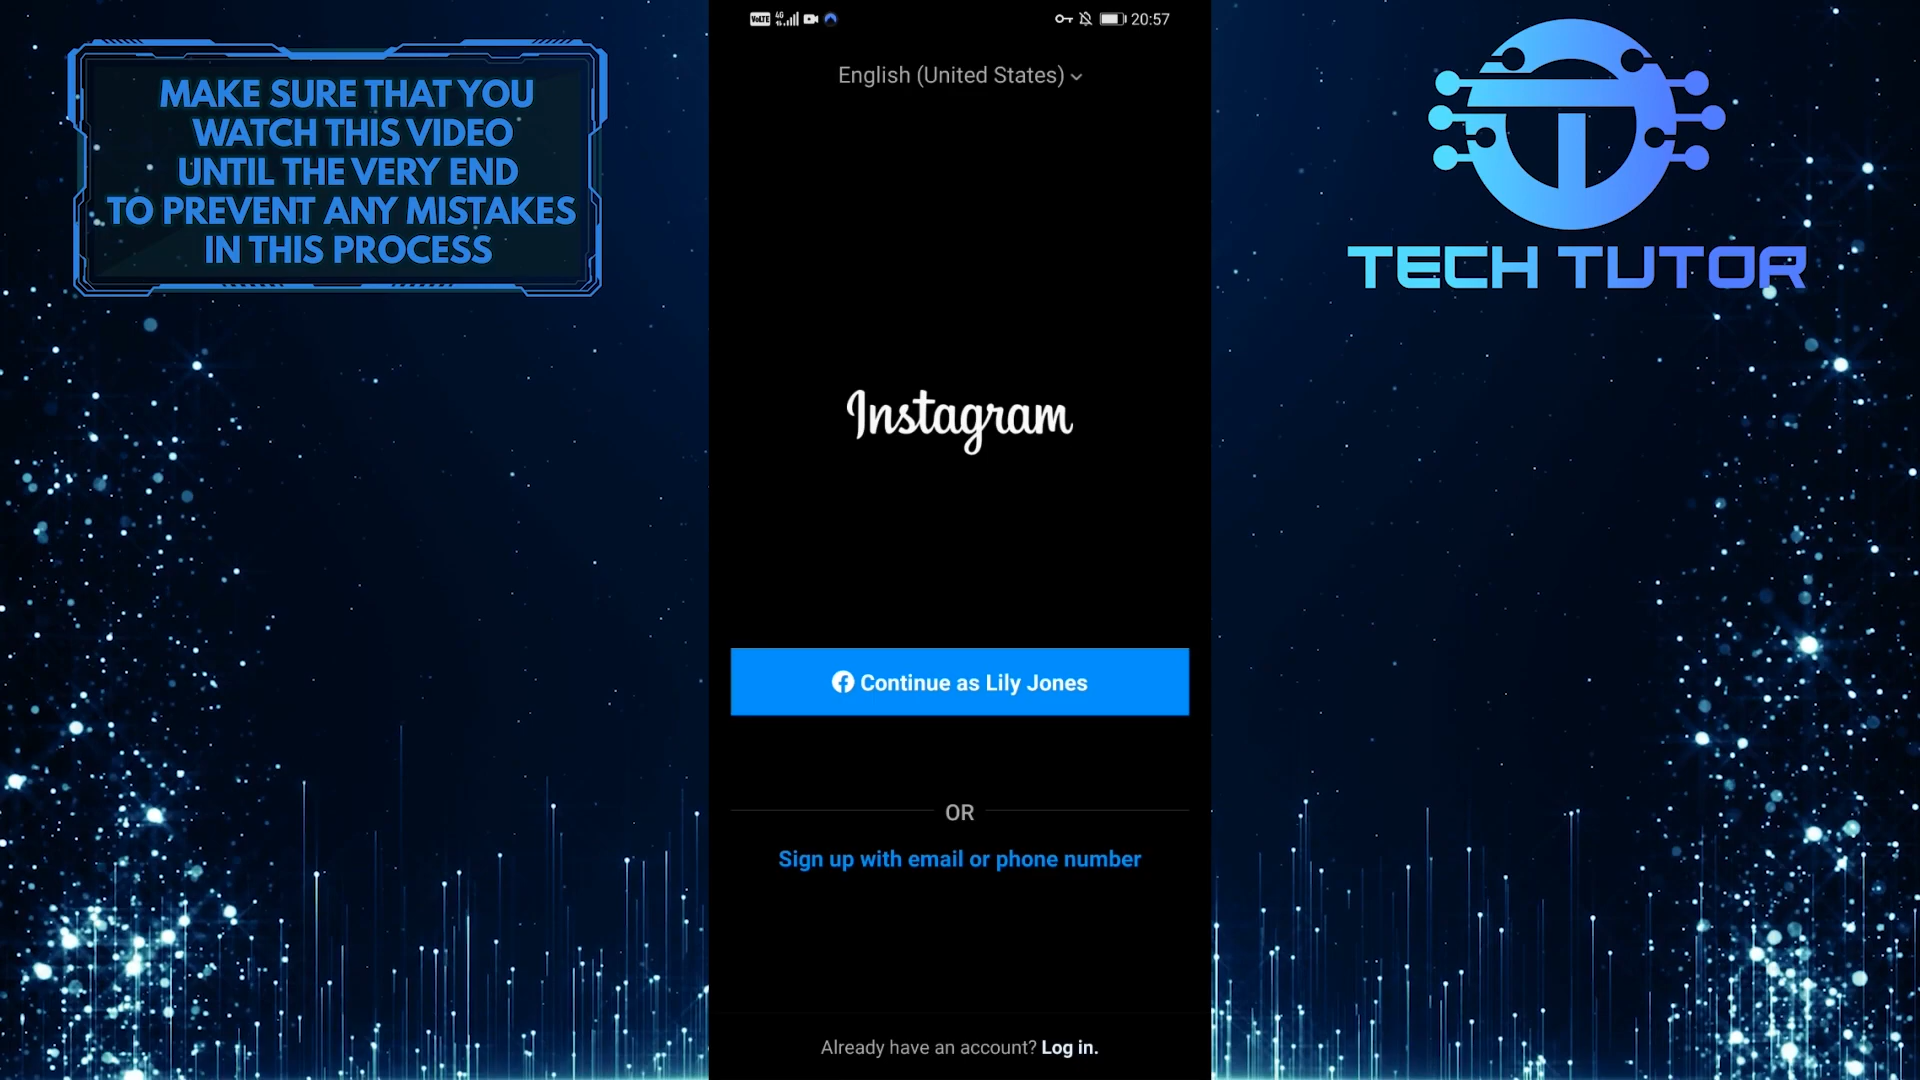 MAKE SURE THAT YOU
WATCH THIS VIDEO
UNTIL THE VERY END
TO PREVENT ANY MISTAKES
IN THIS PROCESS
VoLTE 4G
20:57
English (United States)
Instagram
Continue as Lily Jones
OR
Sign up with email or phone number
Already have an account? Log in.
TECH TUTOR